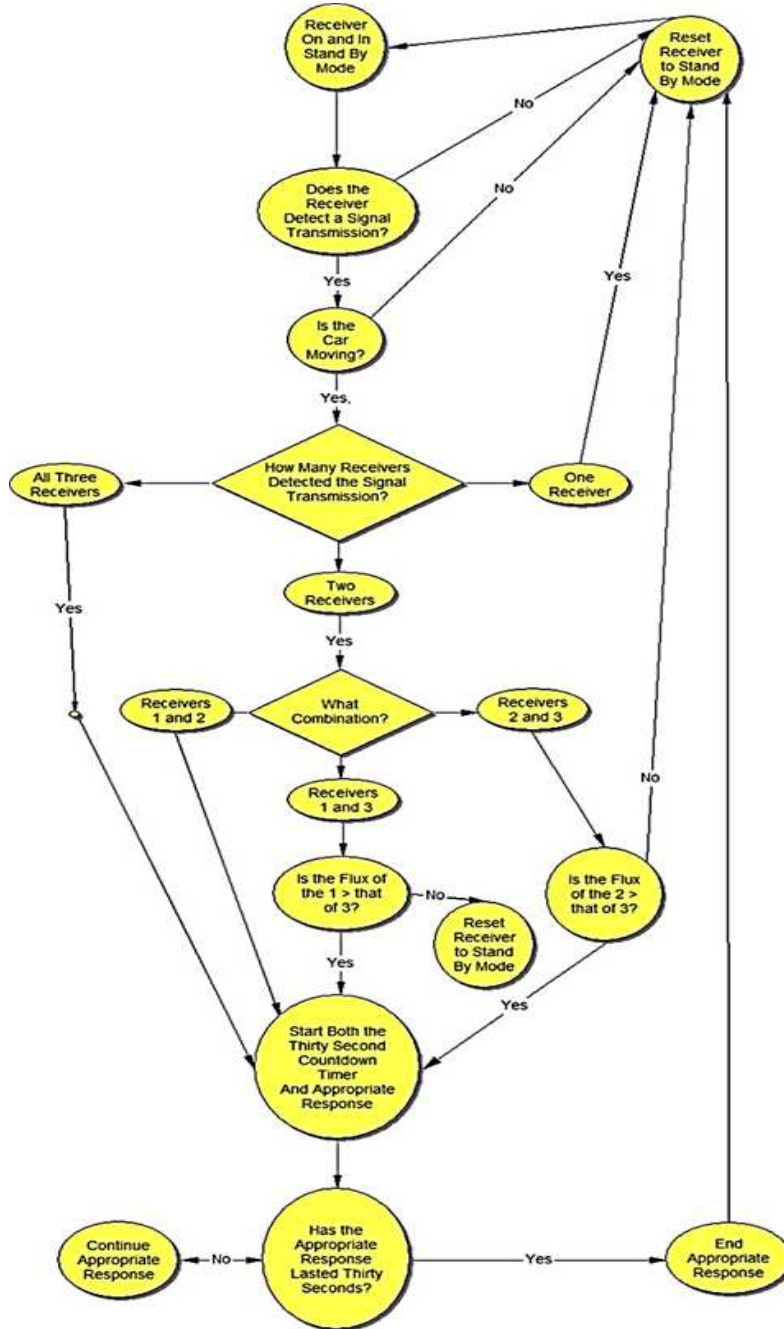 Receiver
On and In
Stand By
Mode
Reset
Receiver
to Stand
By Mode
No
Does the
Receiver
Detect a Signal
Transmission?
No
Yes
Yes
Is the
Car
Moving?
Yes,
All Three
Receivers
How Many Receivers
Detected the Signal
Transmission?
One
Receiver
Two
Receivers
Yes
Yes
Receivers
1 and 2
What
Combination?
Receivers
2 and 3
Receivers
1 and 3
No
Is the Flux of
the 1 > that
of 3?
No
Is the Flux
of the 2 >
that of 3?
Reset
Receiver
to Stand
By Mode
Yes
Yes
Start Both the
Thirty Second
Countdown
Timer
And Appropriate
Response
Continue
Appropriate
Response
No
Has the
Appropriate
Response
Lasted Thirty
Seconds?
Yes
End
Appropriate
Response